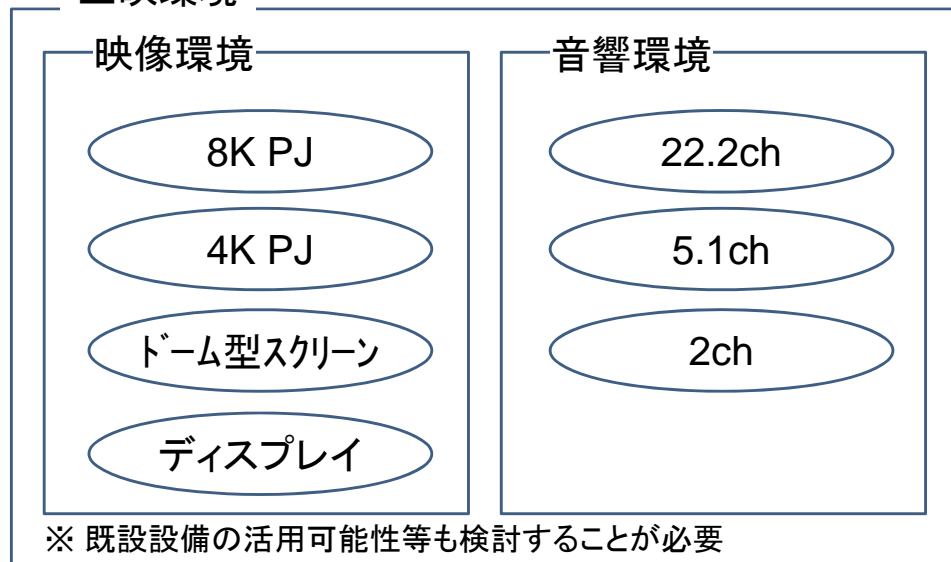 映像環境
8K PJ
4K PJ
ﾄﾞｰﾑ型ｽｸﾘｰﾝ
ディスプレイ
音響環境
22.2ch
5.1ch
2ch
※ 既設設備の活用可能性等も検討することが必要